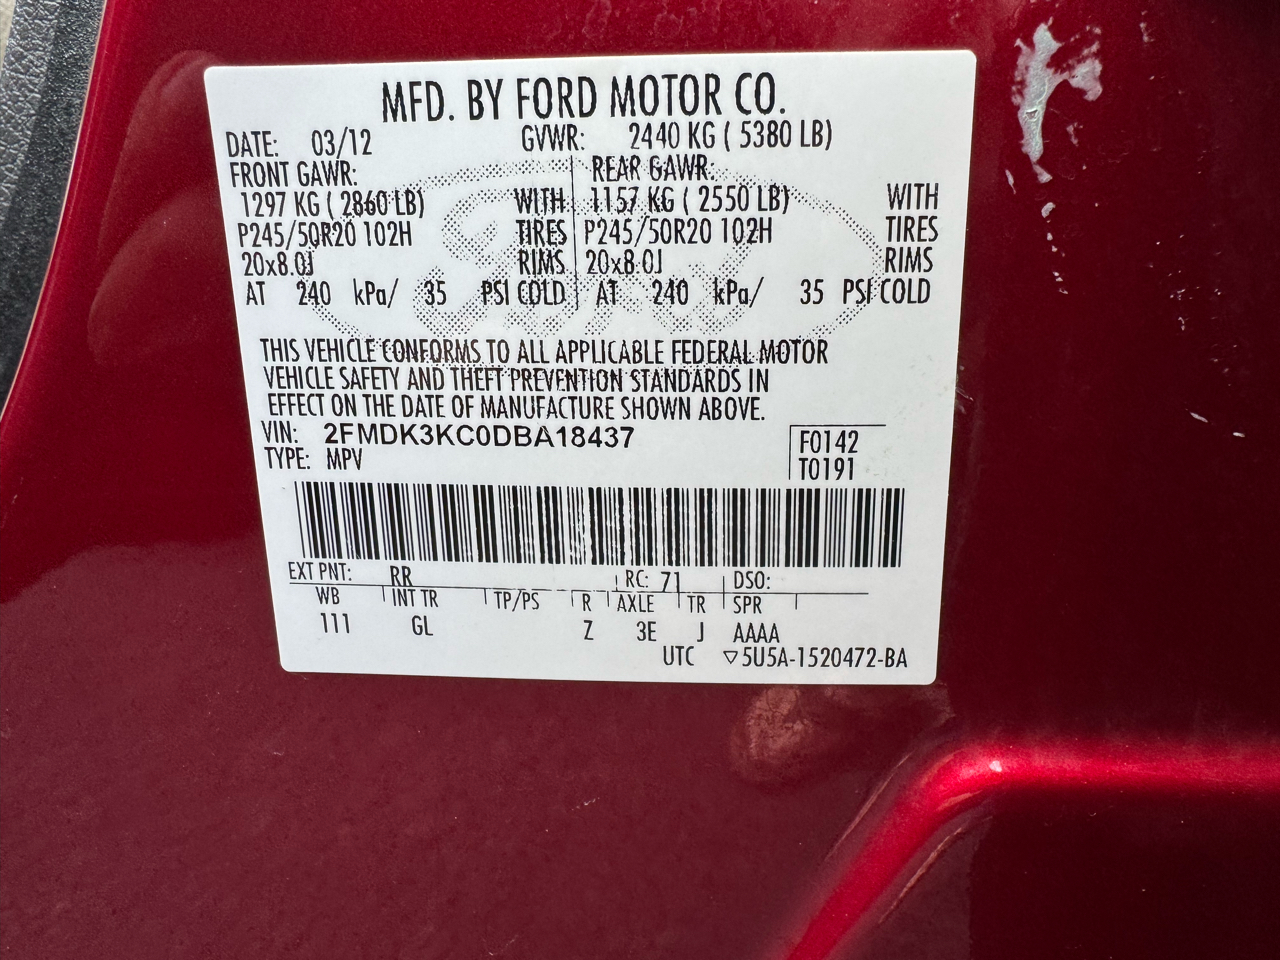 MFD. BY FORD MOTOR CO.
DATE: 03/12 GVWR: 2440 KG ( 5380 LB)
FRONT GAWR: REAR GAWR:
1297 KG ( 2860 LB) WITH 1157 KG ( 2550 LB) WITH
P245/50R20 102H TIRES P245/50R20 102H TIRES
20x8.0J RIMS 20x8.0J RIMS
AT 240 kPa/ 35 PSI COLD AT 240 kPa/ 35 PSI COLD
THIS VEHICLE CONFORMS TO ALL APPLICABLE FEDERAL MOTOR
VEHICLE SAFETY AND THEFT PREVENTION STANDARDS IN
EFFECT ON THE DATE OF MANUFACTURE SHOWN ABOVE.
VIN: 2FMDK3KC0DBA18437 F0142
TYPE: MPV T0191
EXT PNT: RR RC: 71 DSO:
WB INT TR TP/PS R AXLE TR SPR
111 GL Z 3E J AAAA
UTC ▽5U5A-1520472-BA